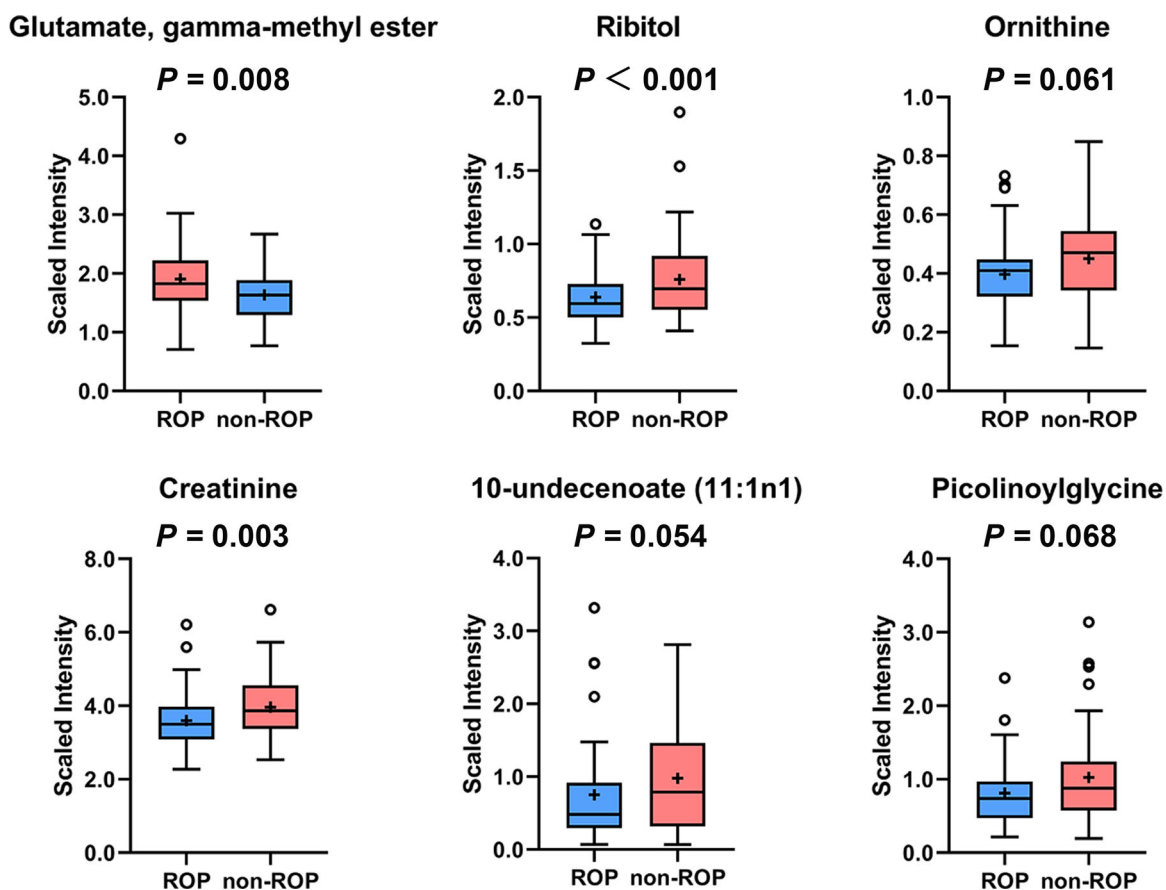 Glutamate, gamma-methyl ester
P = 0.008
5.0
4.0
3.0
2.0
1.0
0.0
Scaled Intensity
ROP non-ROP
Ribitol
P < 0.001
2.0
1.5
1.0
0.5
0.0
Scaled Intensity
ROP non-ROP
Ornithine
P = 0.061
1.0
0.8
0.6
0.4
0.2
0.0
Scaled Intensity
ROP non-ROP
Creatinine
P = 0.003
8.0
6.0
4.0
2.0
0.0
Scaled Intensity
ROP non-ROP
10-undecenoate (11:1n1)
P = 0.054
4.0
3.0
2.0
1.0
0.0
Scaled Intensity
ROP non-ROP
Picolinoylglycine
P = 0.068
4.0
3.0
2.0
1.0
0.0
Scaled Intensity
ROP non-ROP